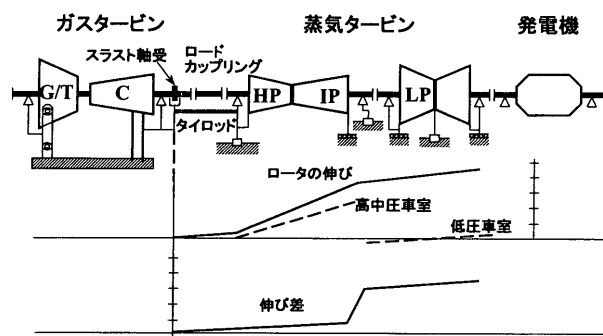 ガスタービン
蒸気タービン
発電機
スラスト軸受
ロード
カップリング
G/T
C
HP
IP
LP
タイロッド
ロータの伸び
高中圧車室
低圧車室
伸び差